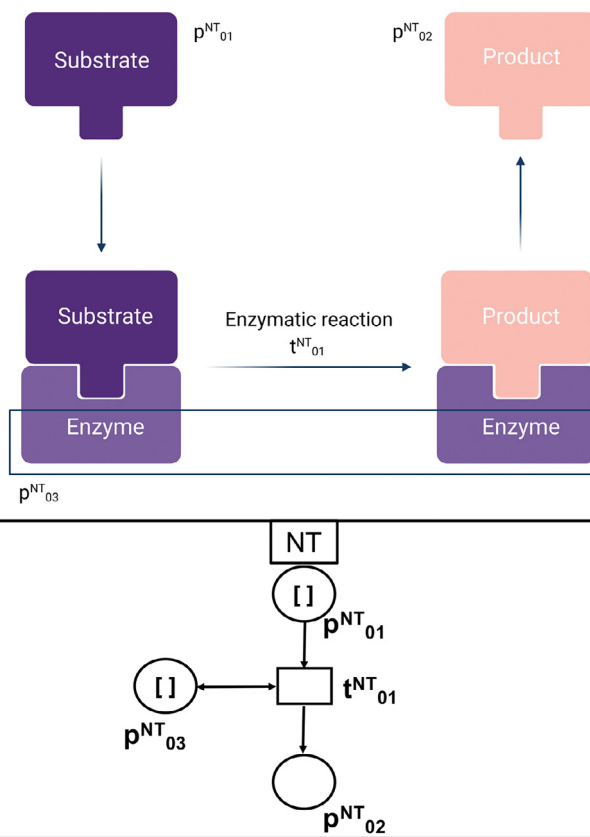 Substrate
p^NT_01
p^NT_02
Product
Substrate
Enzymatic reaction
t^NT_01
Product
Enzyme
Enzyme
p^NT_03
NT
[ ]
p^NT_01
[ ]
t^NT_01
p^NT_03
p^NT_02